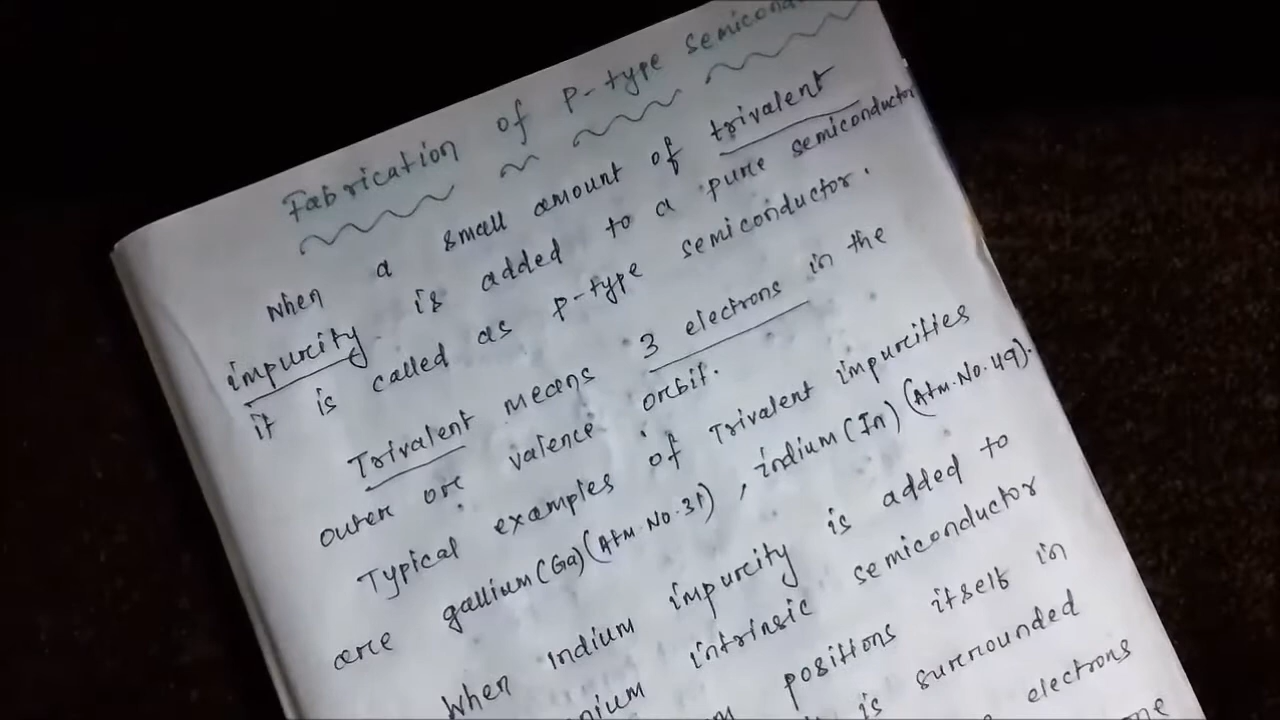 Fabrication of P-type
When a small amount of trivalent
impurity is added to a pure semiconductor
it is called as P-type semiconductor.
Trivalent means 3 electrons in the
outer or valence orbit.
Typical examples of Trivalent impurities
are gallium (Ga) (Atm. No. 31), indium (In) (Atm. No. 49).
When Indium impurity is added to
intrinsic semiconductor
positions itself in
is surrounded
electrons